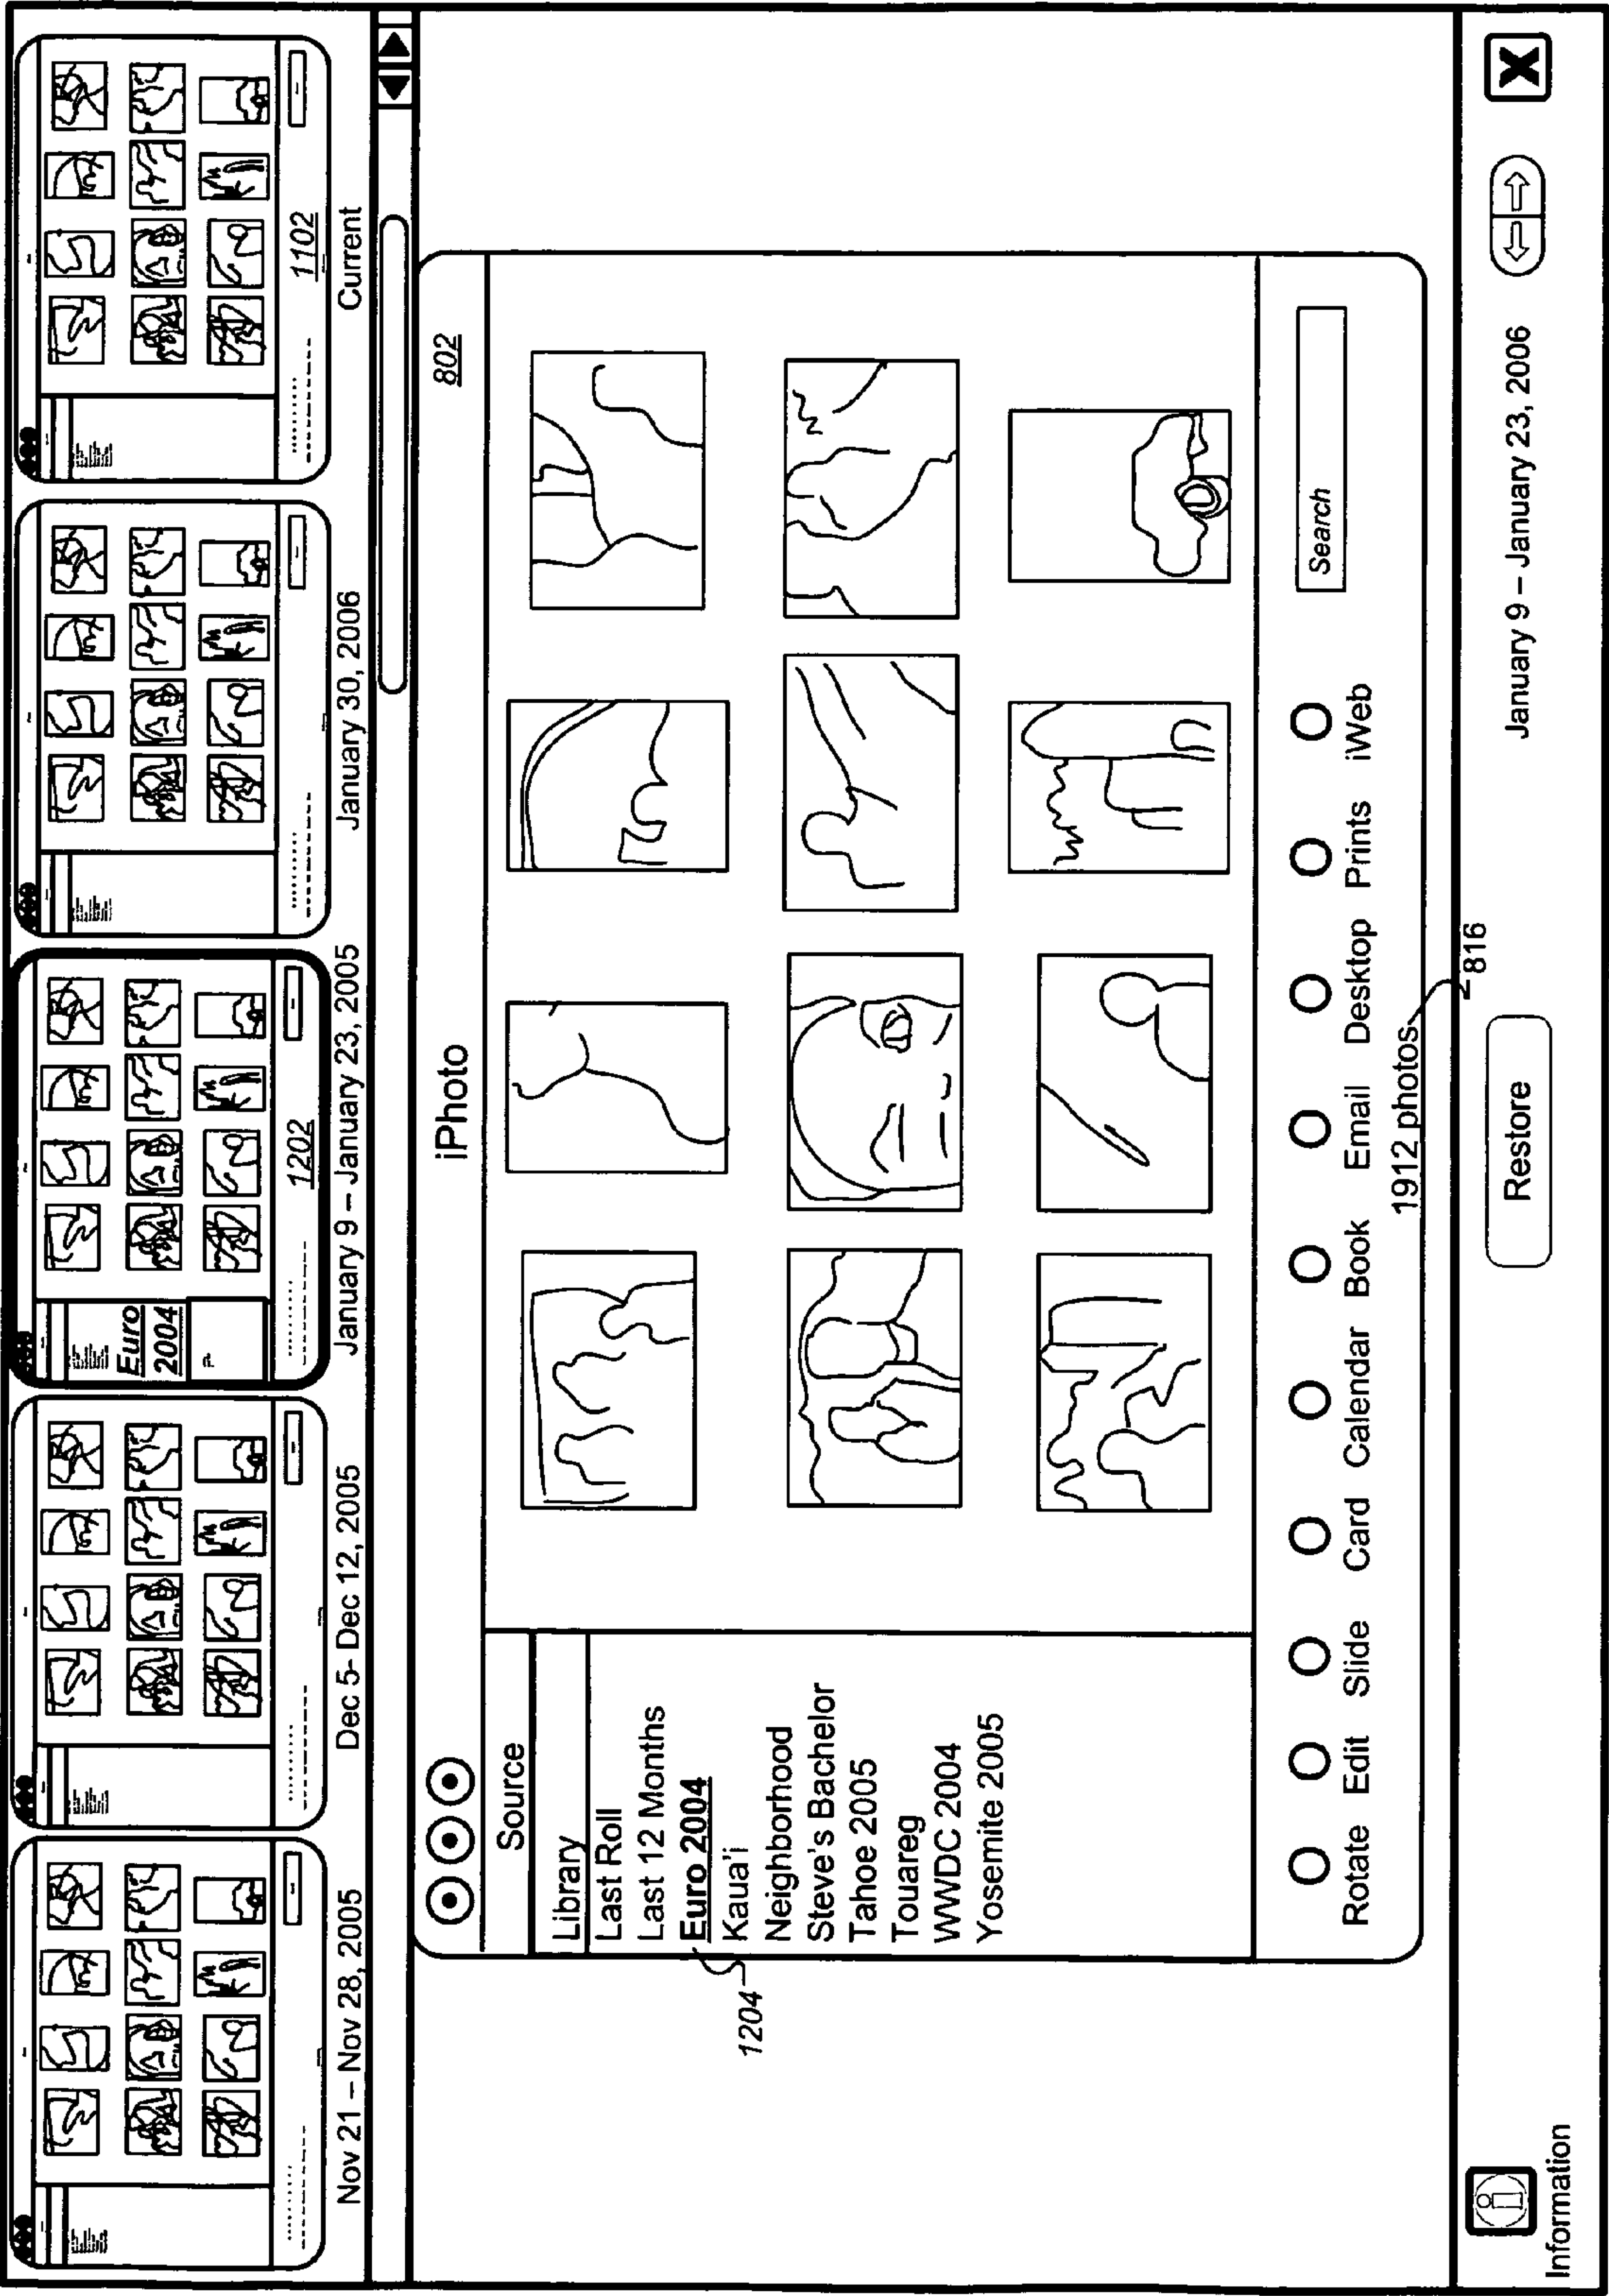 1202
1102
Euro
2004
Nov 21 – Nov 28, 2005
Dec 5- Dec 12, 2005
January 9 – January 23, 2005
January 30, 2006
Current
iPhoto
802
Source
Library
Last Roll
Last 12 Months
Euro 2004
Kaua'i
Neighborhood
Steve's Bachelor
Tahoe 2005
Touareg
WWDC 2004
Yosemite 2005
1204
Search
Rotate Edit Slide Card Calendar Book Email Desktop Prints iWeb
1912 photos
816
Information
Restore
January 9 – January 23, 2006
X